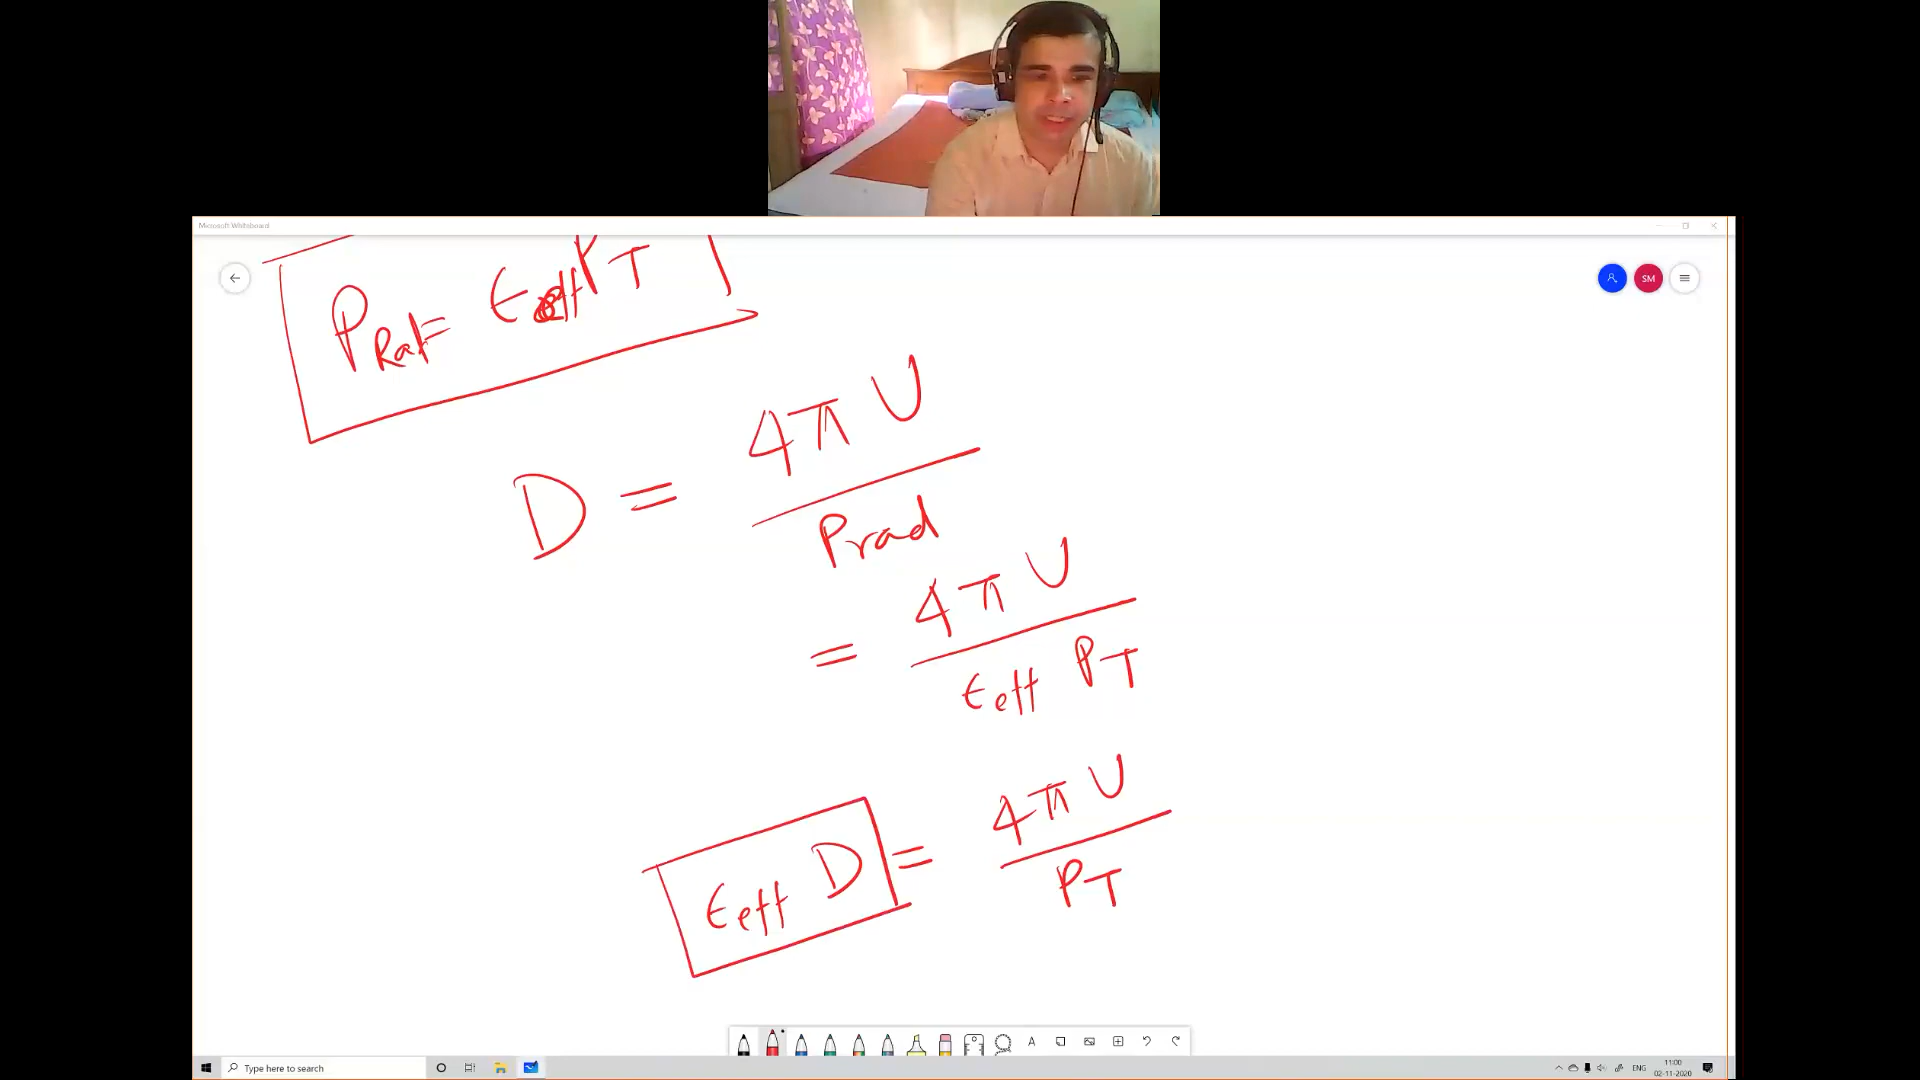 Microsoft Whiteboard
SM
P_Rad = ϵ_eff P_T
D = 4π U / Prad
= 4π U / ϵ_eff P_T
ϵ_eff D = 4π U / P_T
A
Type here to search
ENG
11:00
02-11-2020